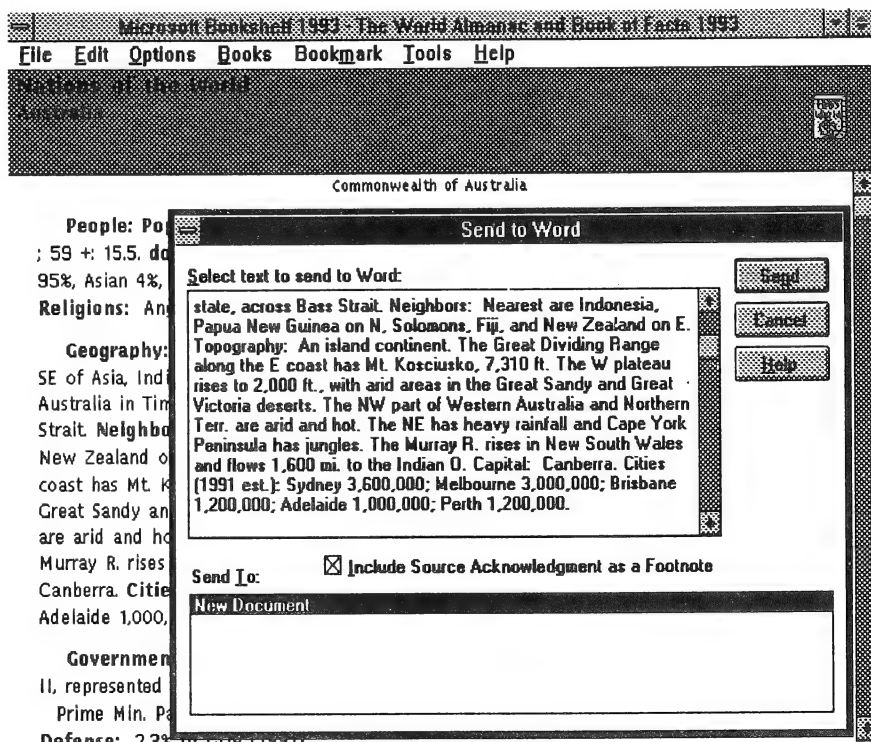 Microsoft Bookshelf 1993 - The World Almanac and Book of Facts 1993
File Edit Options Books Bookmark Tools Help
Nations of the World
Australia
1993 World
Commonwealth of Australia
People: Po
; 59 +: 15.5. do
95%, Asian 4%,
Religions: Ang
Geography:
SE of Asia, Indi
Australia in Tim
Strait. Neighbo
New Zealand o
coast has Mt. K
Great Sandy an
are arid and ho
Murray R. rises
Canberra. Citie
Adelaide 1,000,
Governmen
II, represented
Prime Min. Pa
Send to Word
Select text to send to Word:
state, across Bass Strait. Neighbors: Nearest are Indonesia,
Papua New Guinea on N, Solomons, Fiji, and New Zealand on E.
Topography: An island continent. The Great Dividing Range
along the E coast has Mt. Kosciusko, 7,310 ft. The W plateau
rises to 2,000 ft., with arid areas in the Great Sandy and Great
Victoria deserts. The NW part of Western Australia and Northern
Terr. are arid and hot. The NE has heavy rainfall and Cape York
Peninsula has jungles. The Murray R. rises in New South Wales
and flows 1,600 mi. to the Indian O. Capital: Canberra. Cities
(1991 est.): Sydney 3,600,000; Melbourne 3,000,000; Brisbane
1,200,000; Adelaide 1,000,000; Perth 1,200,000.
Send
Cancel
Help
Include Source Acknowledgment as a Footnote
Send To:
New Document
Defense: 2.3%